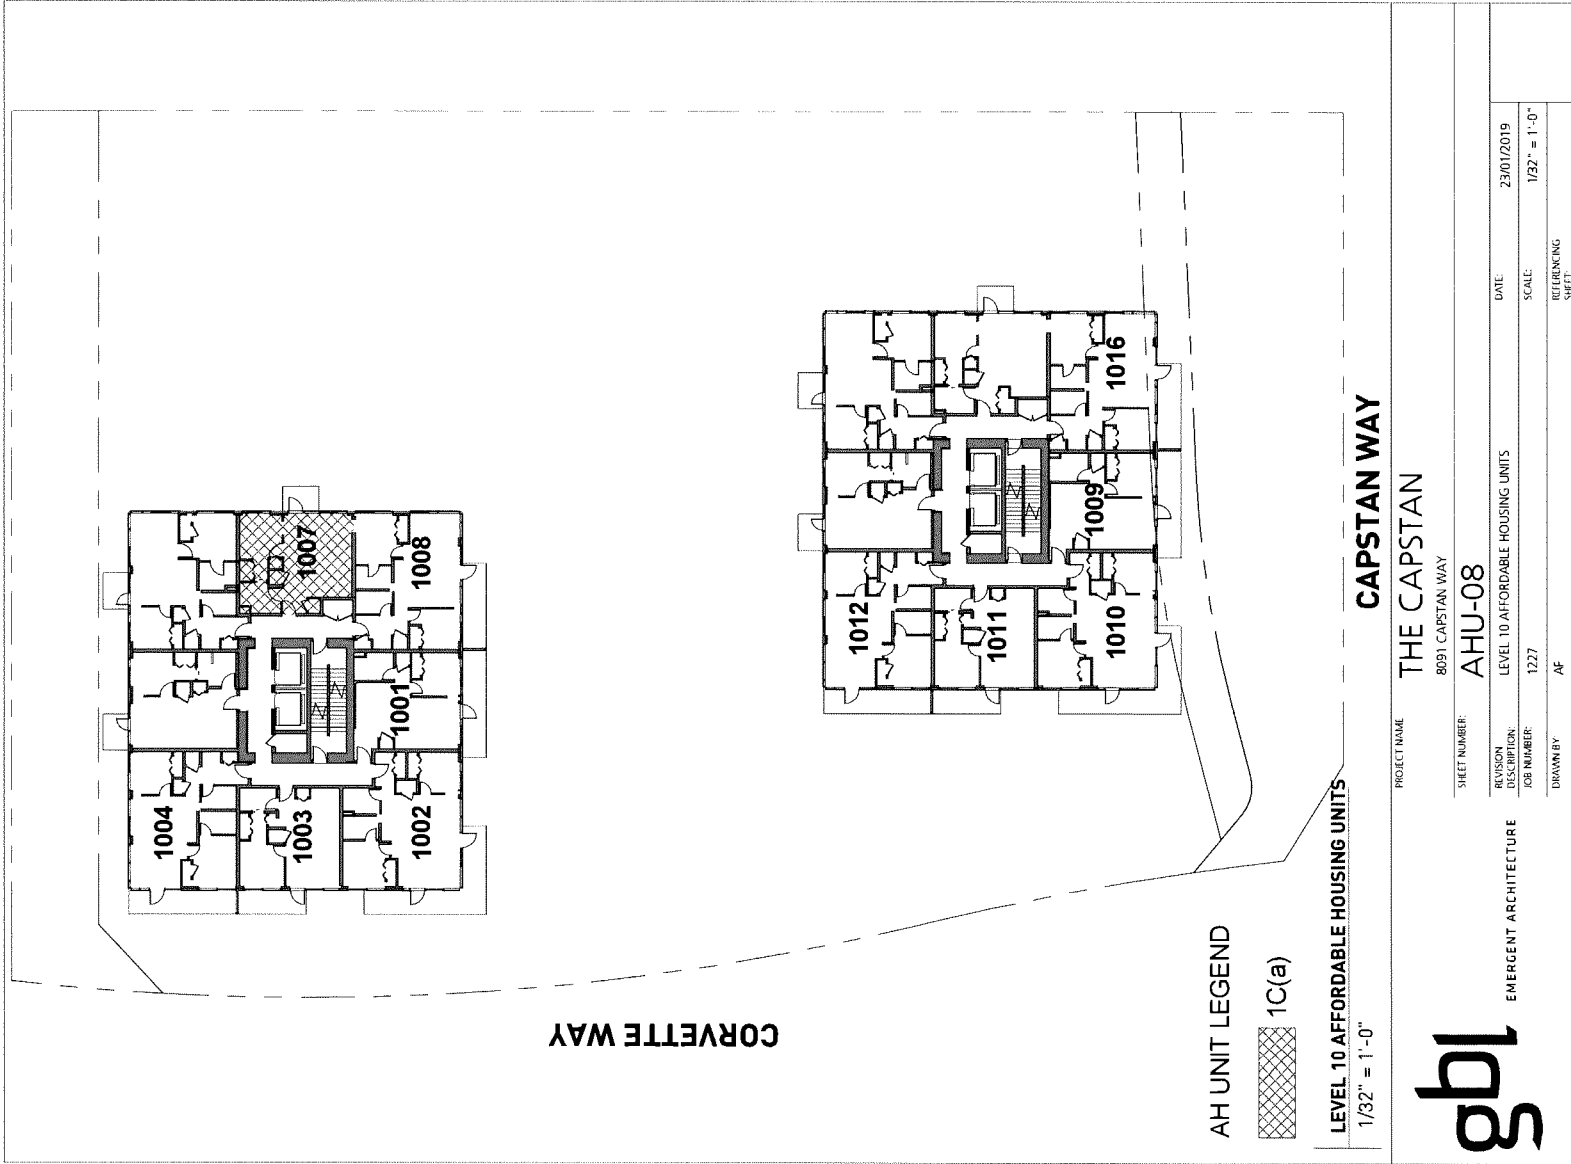 1004
1003
1002
1001
1007
1008
1012
1011
1010
1009
1016
CORVETTE WAY
CAPSTAN WAY
AH UNIT LEGEND
1C(a)
LEVEL 10 AFFORDABLE HOUSING UNITS
1/32" = 1'-0"
gbl
EMERGENT ARCHITECTURE
PROJECT NAME
THE CAPSTAN
8091 CAPSTAN WAY
SHEET NUMBER:
AHU-08
REVISION
DESCRIPTION:
LEVEL 10 AFFORDABLE HOUSING UNITS
DATE:
23/01/2019
JOB NUMBER:
1227
SCALE:
1/32" = 1'-0"
DRAWN BY
AF
REFERENCING
SHEET: